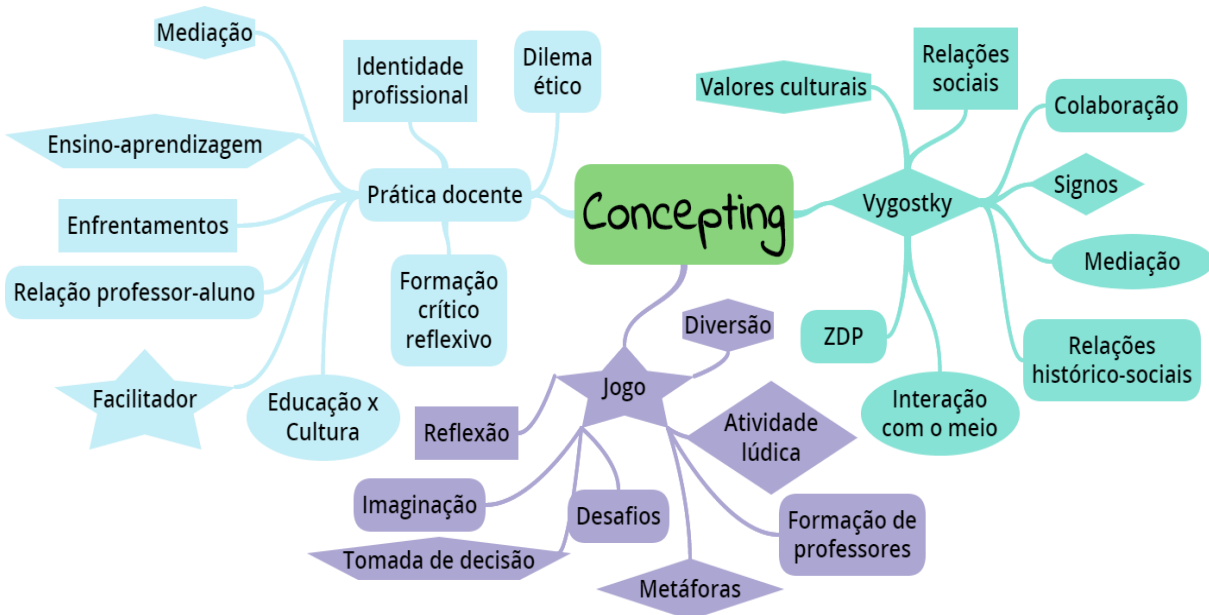 Mediação
Identidade
profissional
Dilema
ético
Ensino-aprendizagem
Prática docente
Enfrentamentos
Relação professor-aluno
Formação
crítico
reflexivo
Facilitador
Educação x
Cultura
Concepting
Valores culturais
Relações
sociais
Colaboração
Vygostky
Signos
Mediação
ZDP
Relações
histórico-sociais
Interação
com o meio
Diversão
Jogo
Reflexão
Atividade
lúdica
Imaginação
Desafios
Formação de
professores
Tomada de decisão
Metáforas